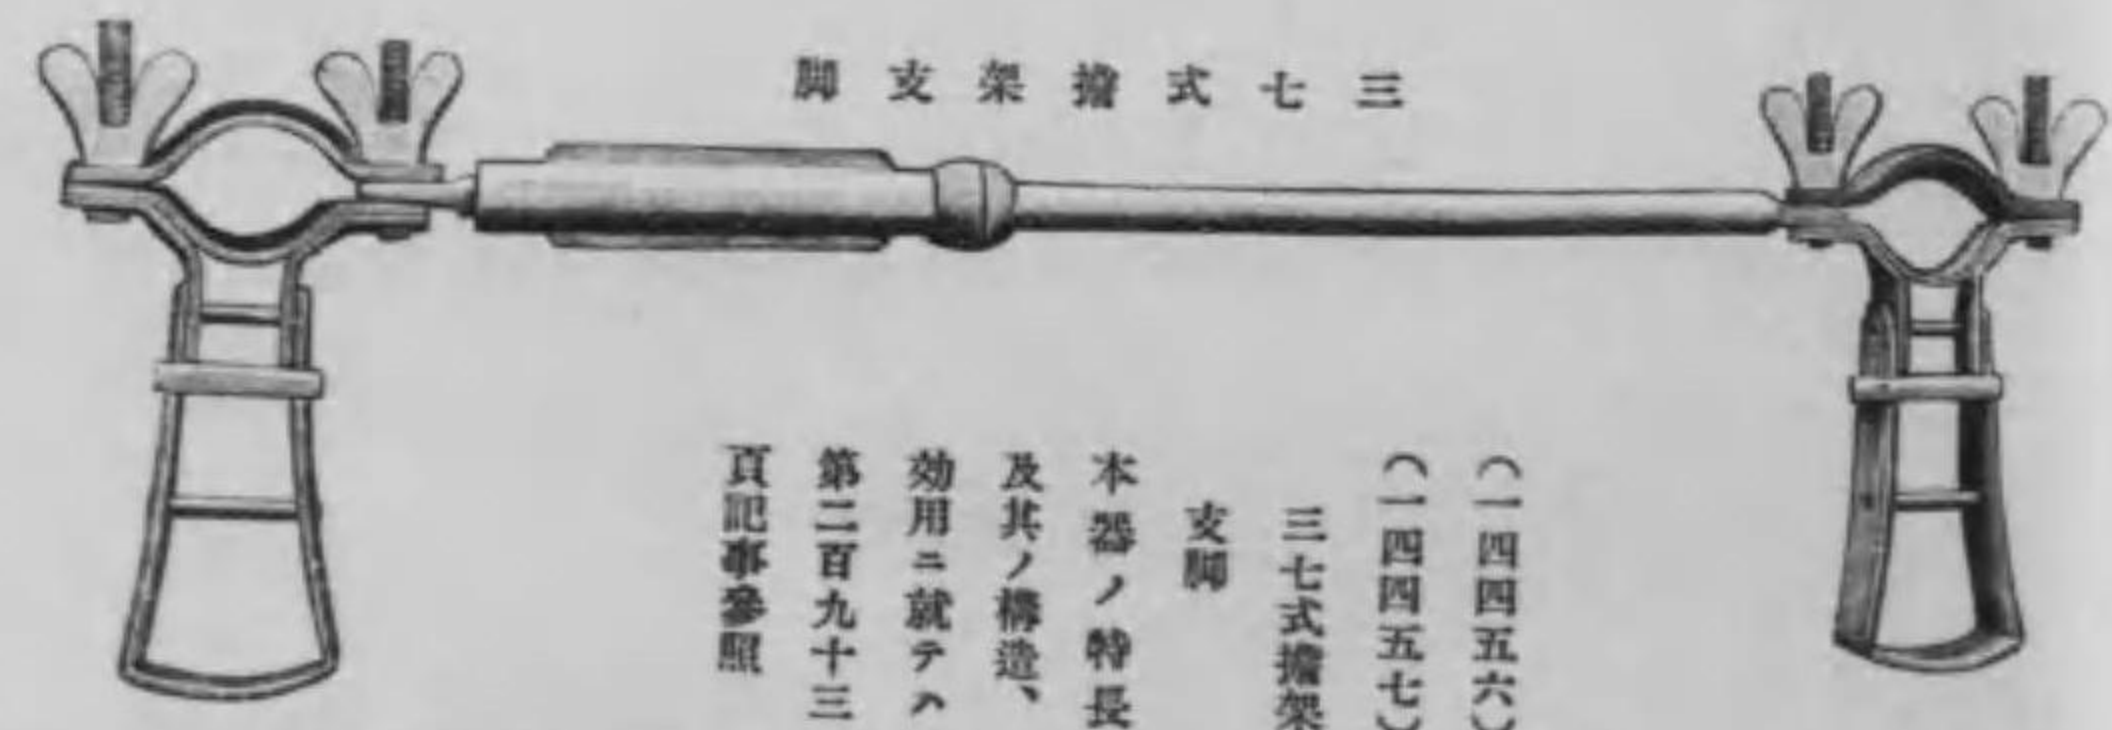 三七式擔架支脚
(一四四五六)
(一四四五七)
三七式擔架
支脚
本器ノ特長
及其ノ構造、
効用ニ就テハ
第二百九十三
頁記事參照